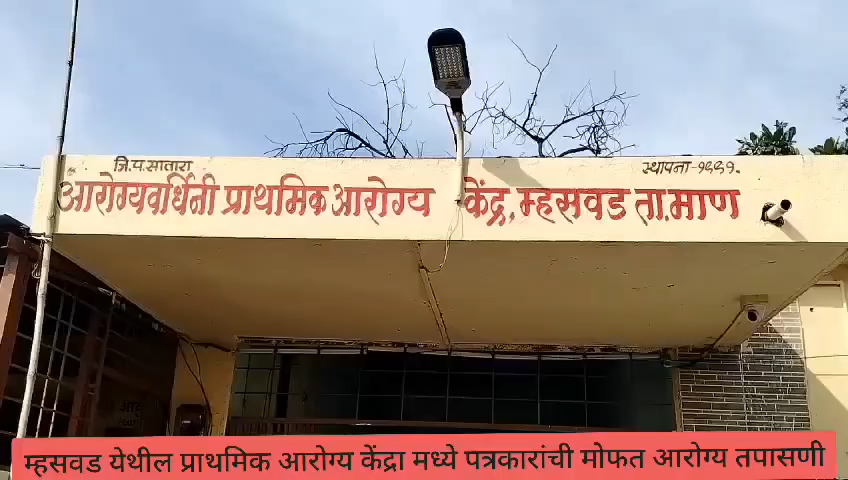 जि.प.सातारा
स्थापना-१९९१.
आरोग्यवर्धिनी प्राथमिक आरोग्य केंद्र, म्हसवड ता.माण
म्हसवड येथील प्राथमिक आरोग्य केंद्रा मध्ये पत्रकारांची मोफत आरोग्य तपासणी